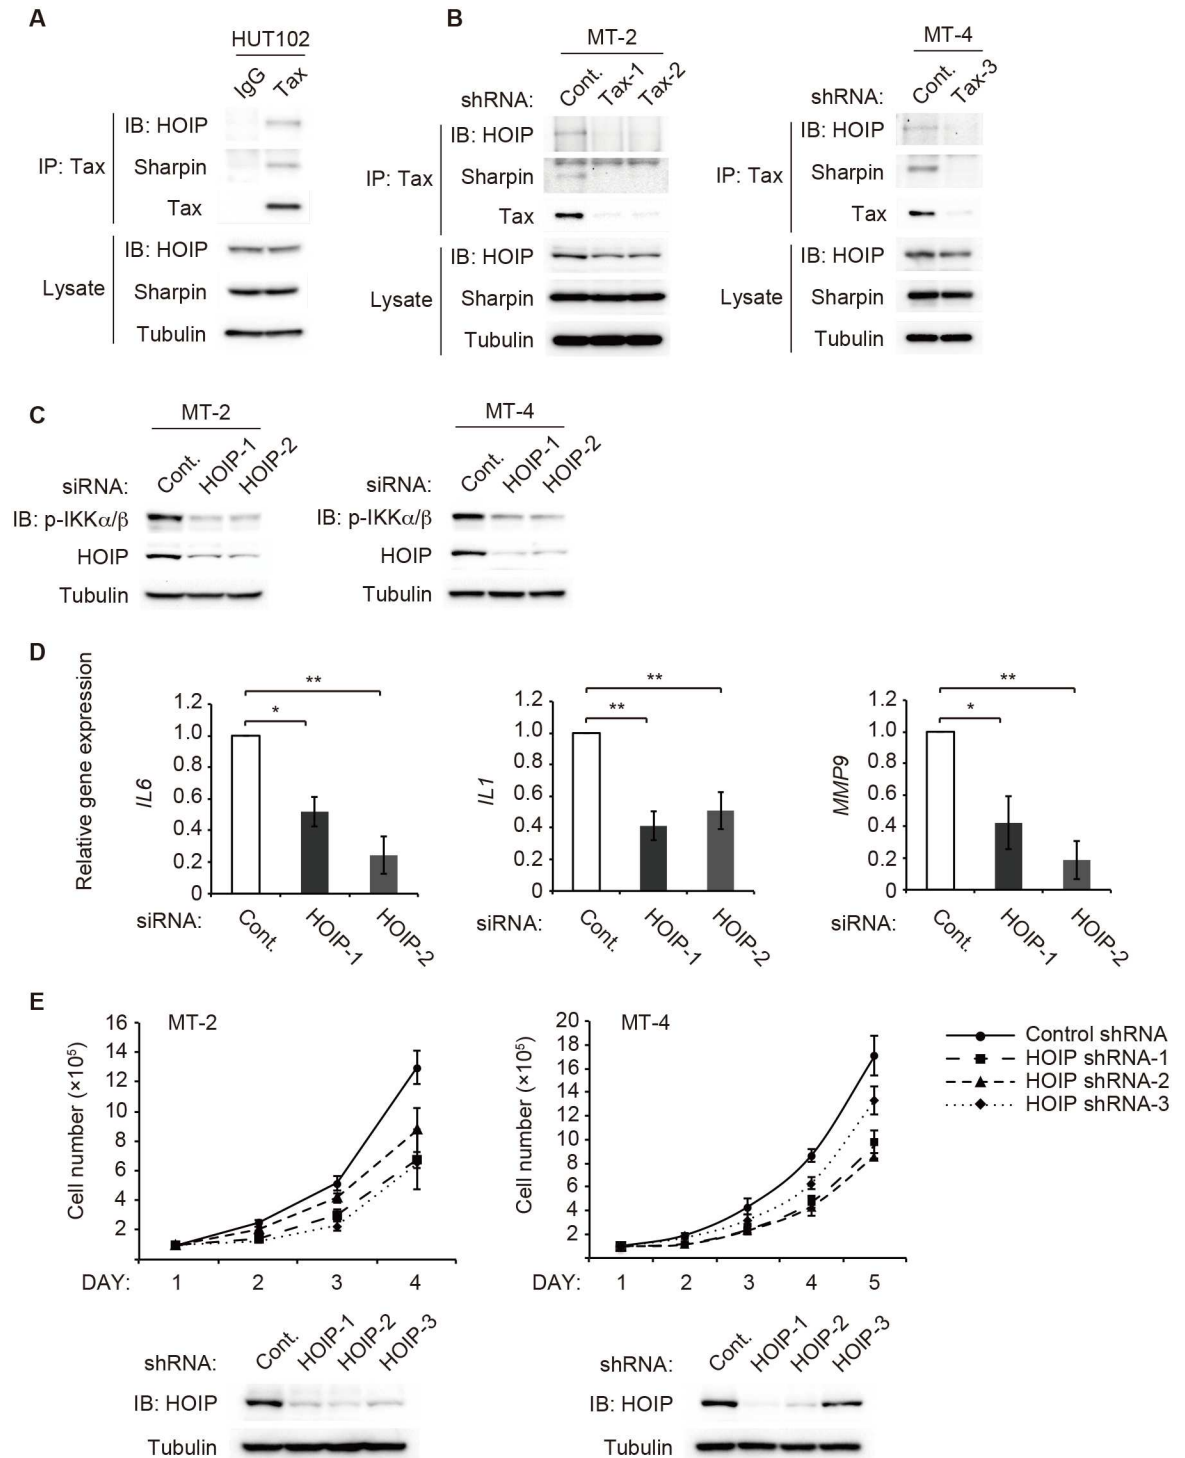 A
HUT102
IgG Tax
IP: Tax
IB: HOIP
Sharpin
Tax
Lysate
IB: HOIP
Sharpin
Tubulin
B
MT-2
shRNA: Cont. Tax-1 Tax-2
IP: Tax
IB: HOIP
Sharpin
Tax
Lysate
IB: HOIP
Sharpin
Tubulin
MT-4
shRNA: Cont. Tax-3
IP: Tax
IB: HOIP
Sharpin
Tax
Lysate
IB: HOIP
Sharpin
Tubulin
C
MT-2
siRNA: Cont. HOIP-1 HOIP-2
IB: p-IKKα/β
HOIP
Tubulin
MT-4
siRNA: Cont. HOIP-1 HOIP-2
IB: p-IKKα/β
HOIP
Tubulin
D
Relative gene expression
IL6
1.2
1.0
0.8
0.6
0.4
0.2
0
**
*
siRNA: Cont. HOIP-1 HOIP-2
IL1
1.2
1.0
0.8
0.6
0.4
0.2
0
**
**
siRNA: Cont. HOIP-1 HOIP-2
MMP9
1.2
1.0
0.8
0.6
0.4
0.2
0
**
*
siRNA: Cont. HOIP-1 HOIP-2
E
MT-2
Cell number (×10⁵)
16
14
12
10
8
6
4
2
DAY: 1 2 3 4
shRNA: Cont. HOIP-1 HOIP-2 HOIP-3
IB: HOIP
Tubulin
MT-4
Cell number (×10⁵)
20
18
16
14
12
10
8
6
4
2
DAY: 1 2 3 4 5
Control shRNA
HOIP shRNA-1
HOIP shRNA-2
HOIP shRNA-3
shRNA: Cont. HOIP-1 HOIP-2 HOIP-3
IB: HOIP
Tubulin